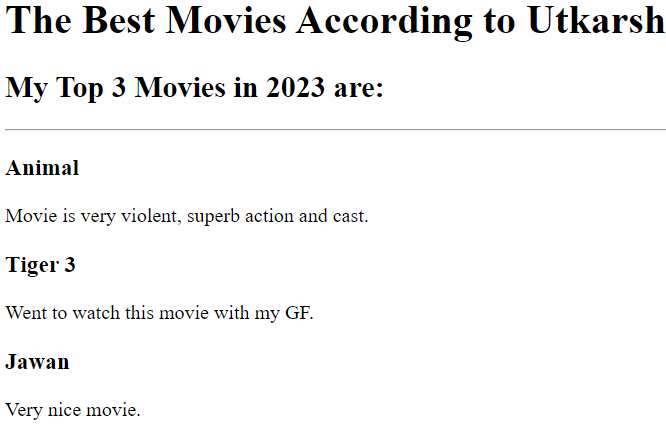 The Best Movies According to Utkarsh
My Top 3 Movies in 2023 are:
Animal
Movie is very violent, superb action and cast.
Tiger 3
Went to watch this movie with my GF.
Jawan
Very nice movie.